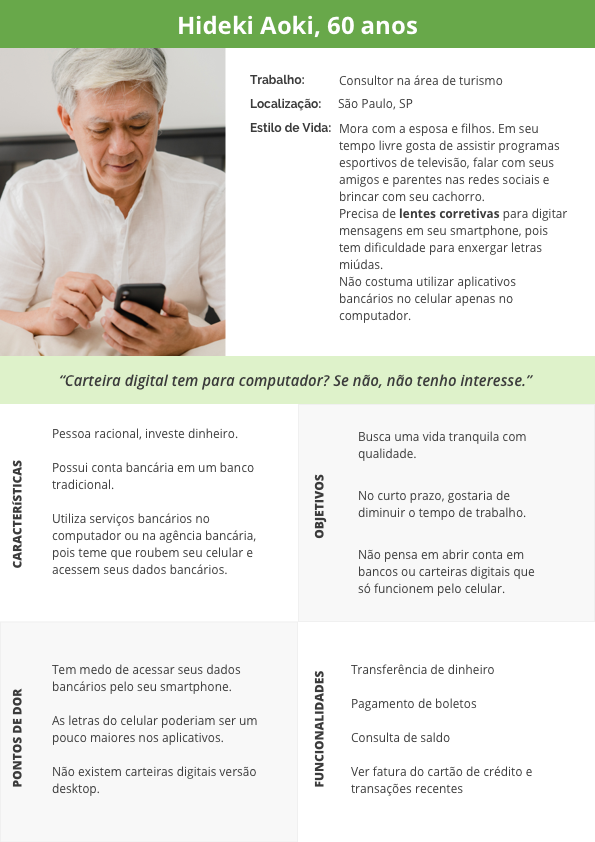 Hideki Aoki, 60 anos
Trabalho: Consultor na área de turismo
Localização: São Paulo, SP
Estilo de Vida: Mora com a esposa e filhos. Em seu
tempo livre gosta de assistir programas
esportivos de televisão, falar com seus
amigos e parentes nas redes sociais e
brincar com seu cachorro.
Precisa de lentes corretivas para digitar
mensagens em seu smartphone, pois
tem dificuldade para enxergar letras
miúdas.
Não costuma utilizar aplicativos
bancários no celular apenas no
computador.
“Carteira digital tem para computador? Se não, não tenho interesse.”
CARACTERÍSTICAS
Pessoa racional, investe dinheiro.
Possui conta bancária em um banco
tradicional.
Utiliza serviços bancários no
computador ou na agência bancária,
pois teme que roubem seu celular e
acessem seus dados bancários.
OBJETIVOS
Busca uma vida tranquila com
qualidade.
No curto prazo, gostaria de
diminuir o tempo de trabalho.
Não pensa em abrir conta em
bancos ou carteiras digitais que
só funcionem pelo celular.
PONTOS DE DOR
Tem medo de acessar seus dados
bancários pelo seu smartphone.
As letras do celular poderiam ser um
pouco maiores nos aplicativos.
Não existem carteiras digitais versão
desktop.
FUNCIONALIDADES
Transferência de dinheiro
Pagamento de boletos
Consulta de saldo
Ver fatura do cartão de crédito e
transações recentes